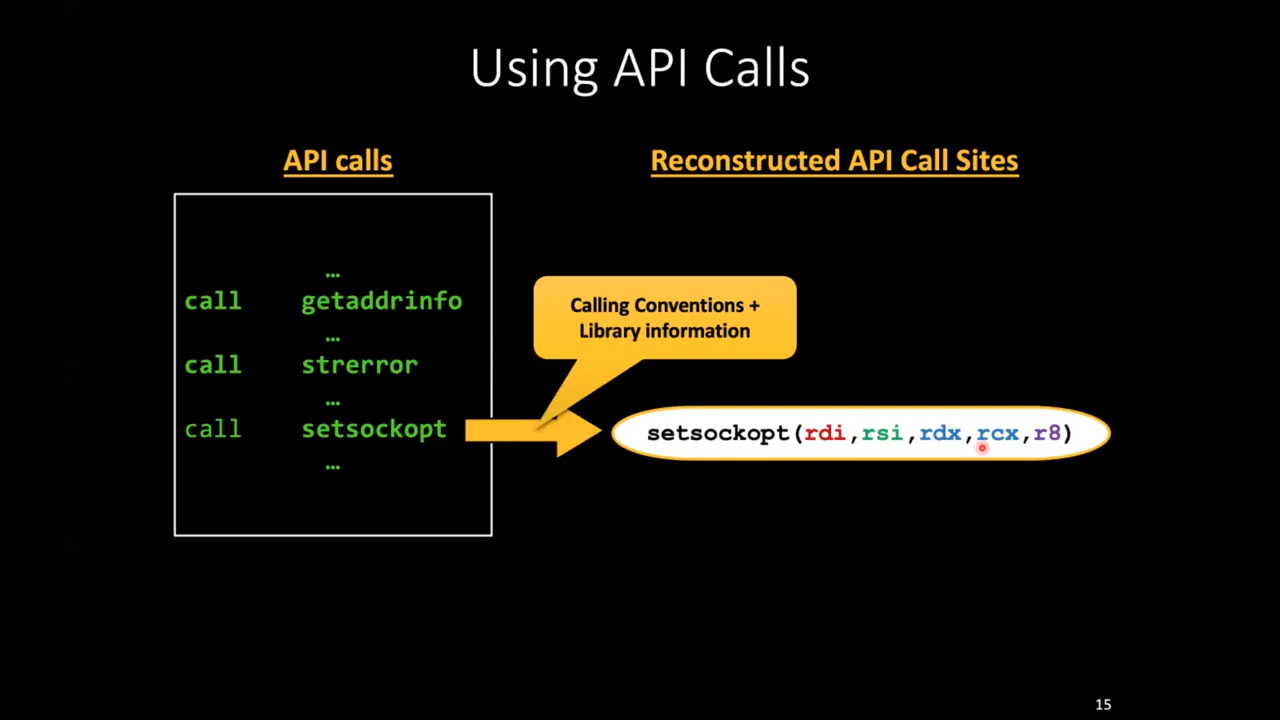 Using API Calls
API calls
Reconstructed API Call Sites
…
call getaddrinfo
…
call strerror
…
call setsockopt
…
Calling Conventions +
Library information
setsockopt(rdi,rsi,rdx,rcx,r8)
15